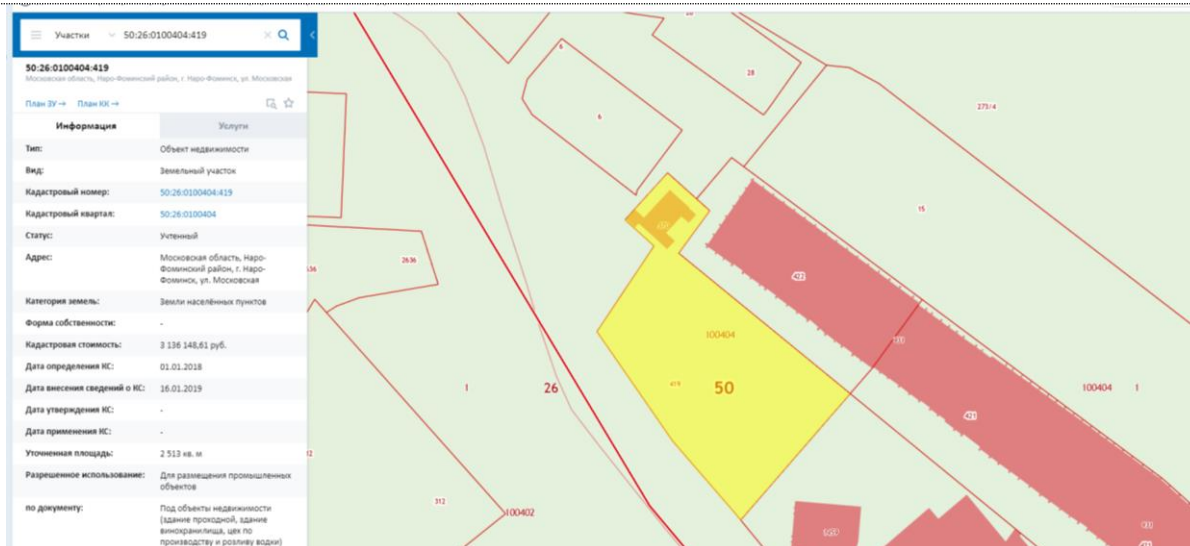 Участки 50:26:0100404:419
50:26:0100404:419
Московская область, Наро-Фоминский район, г. Наро-Фоминск, ул. Московская
План ЗУ → План КК →
Информация Услуги
Тип: Объект недвижимости
Вид: Земельный участок
Кадастровый номер: 50:26:0100404:419
Кадастровый квартал: 50:26:0100404
Статус: Учтенный
Адрес: Московская область, Наро-
Фоминский район, г. Наро-
Фоминск, ул. Московская
Категория земель: Земли населённых пунктов
Форма собственности: -
Кадастровая стоимость: 3 136 148,61 руб.
Дата определения КС: 01.01.2018
Дата внесения сведений о КС: 16.01.2019
Дата утверждения КС: -
Дата применения КС: -
Уточненная площадь: 2 513 кв. м
Разрешенное использование: Для размещения промышленных
объектов
по документу: Под объекты недвижимости
(здание проходной, здание
винохранилища, цех по
производству и розливу водки)
6
28
275/4
6
15
2636
422
100404
419 50
1 26
100404 1
421
312
100402